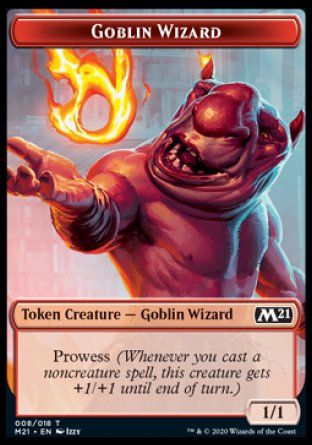 GOBLIN WIZARD
Token Creature — Goblin Wizard
M21
Prowess (Whenever you cast a
noncreature spell, this creature gets
+1/+1 until end of turn.)
1/1
008/018 T
M21 • EN Izzy
™ & © 2020 Wizards of the Coast